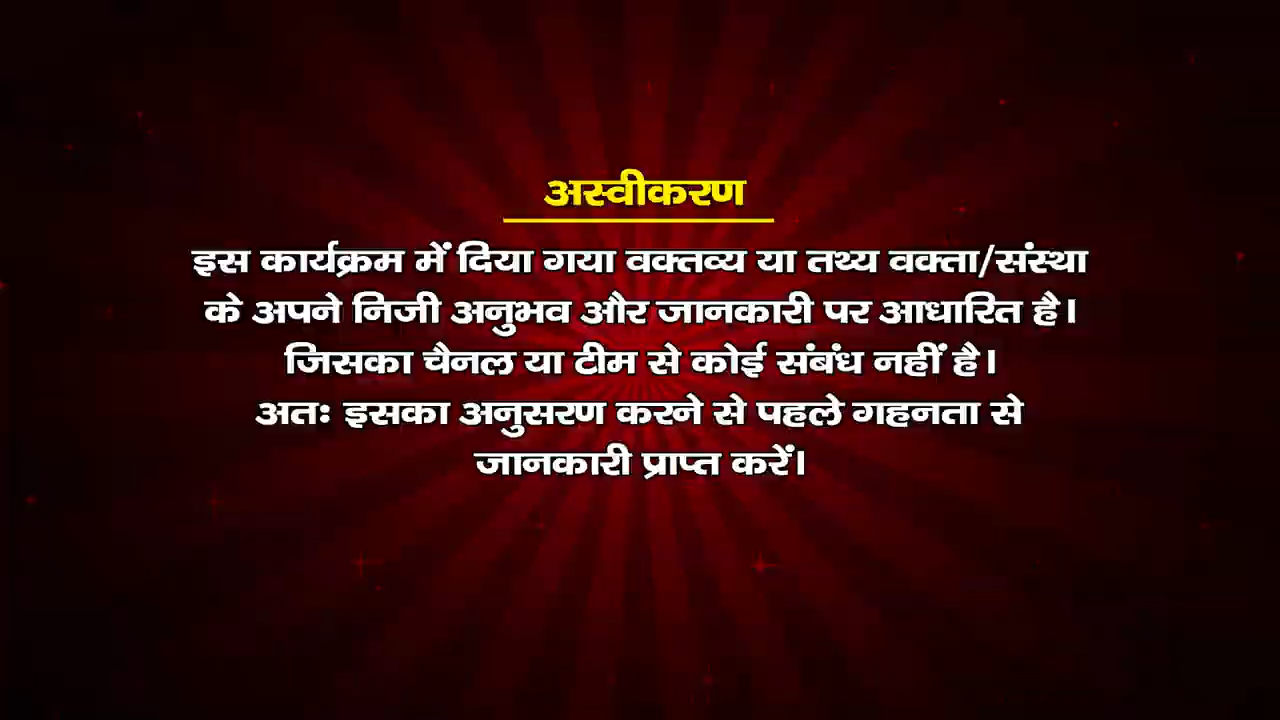 अस्वीकरण
इस कार्यक्रम में दिया गया वक्तव्य या तथ्य वक्ता/संस्था
के अपने निजी अनुभव और जानकारी पर आधारित है।
जिसका चैनल या टीम से कोई संबंध नहीं है।
अतः इसका अनुसरण करने से पहले गहनता से
जानकारी प्राप्त करें।